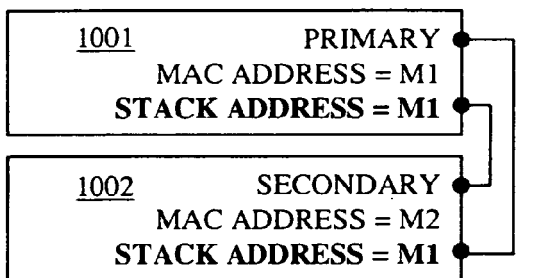 1001 PRIMARY
MAC ADDRESS = M1
STACK ADDRESS = M1
1002 SECONDARY
MAC ADDRESS = M2
STACK ADDRESS = M1